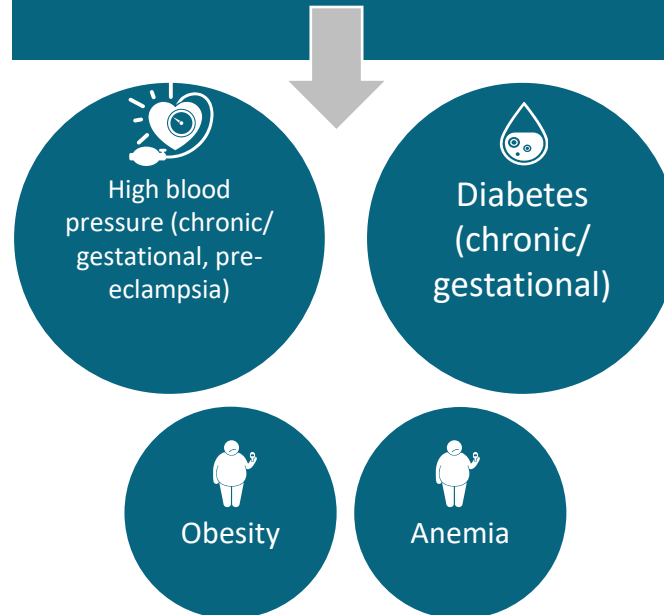 High blood
pressure (chronic/
gestational, pre-
eclampsia)
Diabetes
(chronic/
gestational)
Obesity
Anemia